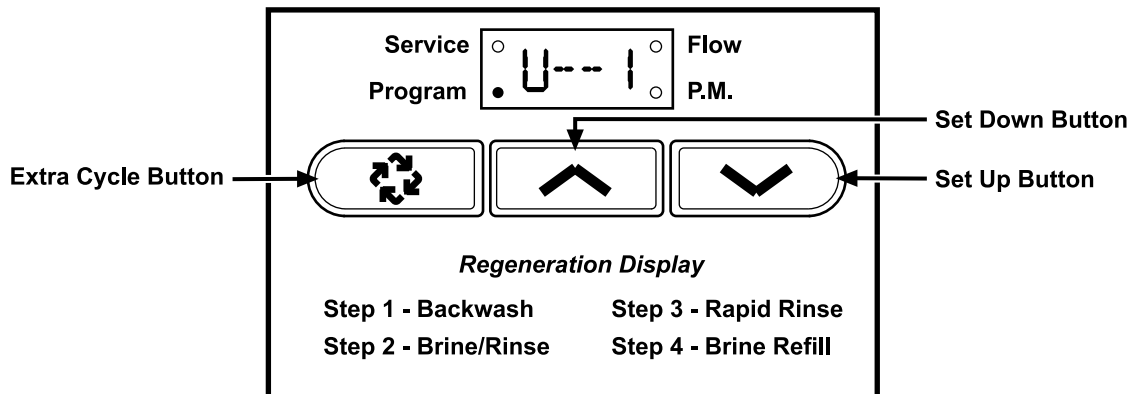 Service
Flow
U--- 1
Program
P.M.
Set Down Button
Extra Cycle Button
Set Up Button
Regeneration Display
Step 1 - Backwash
Step 3 - Rapid Rinse
Step 2 - Brine/Rinse
Step 4 - Brine Refill